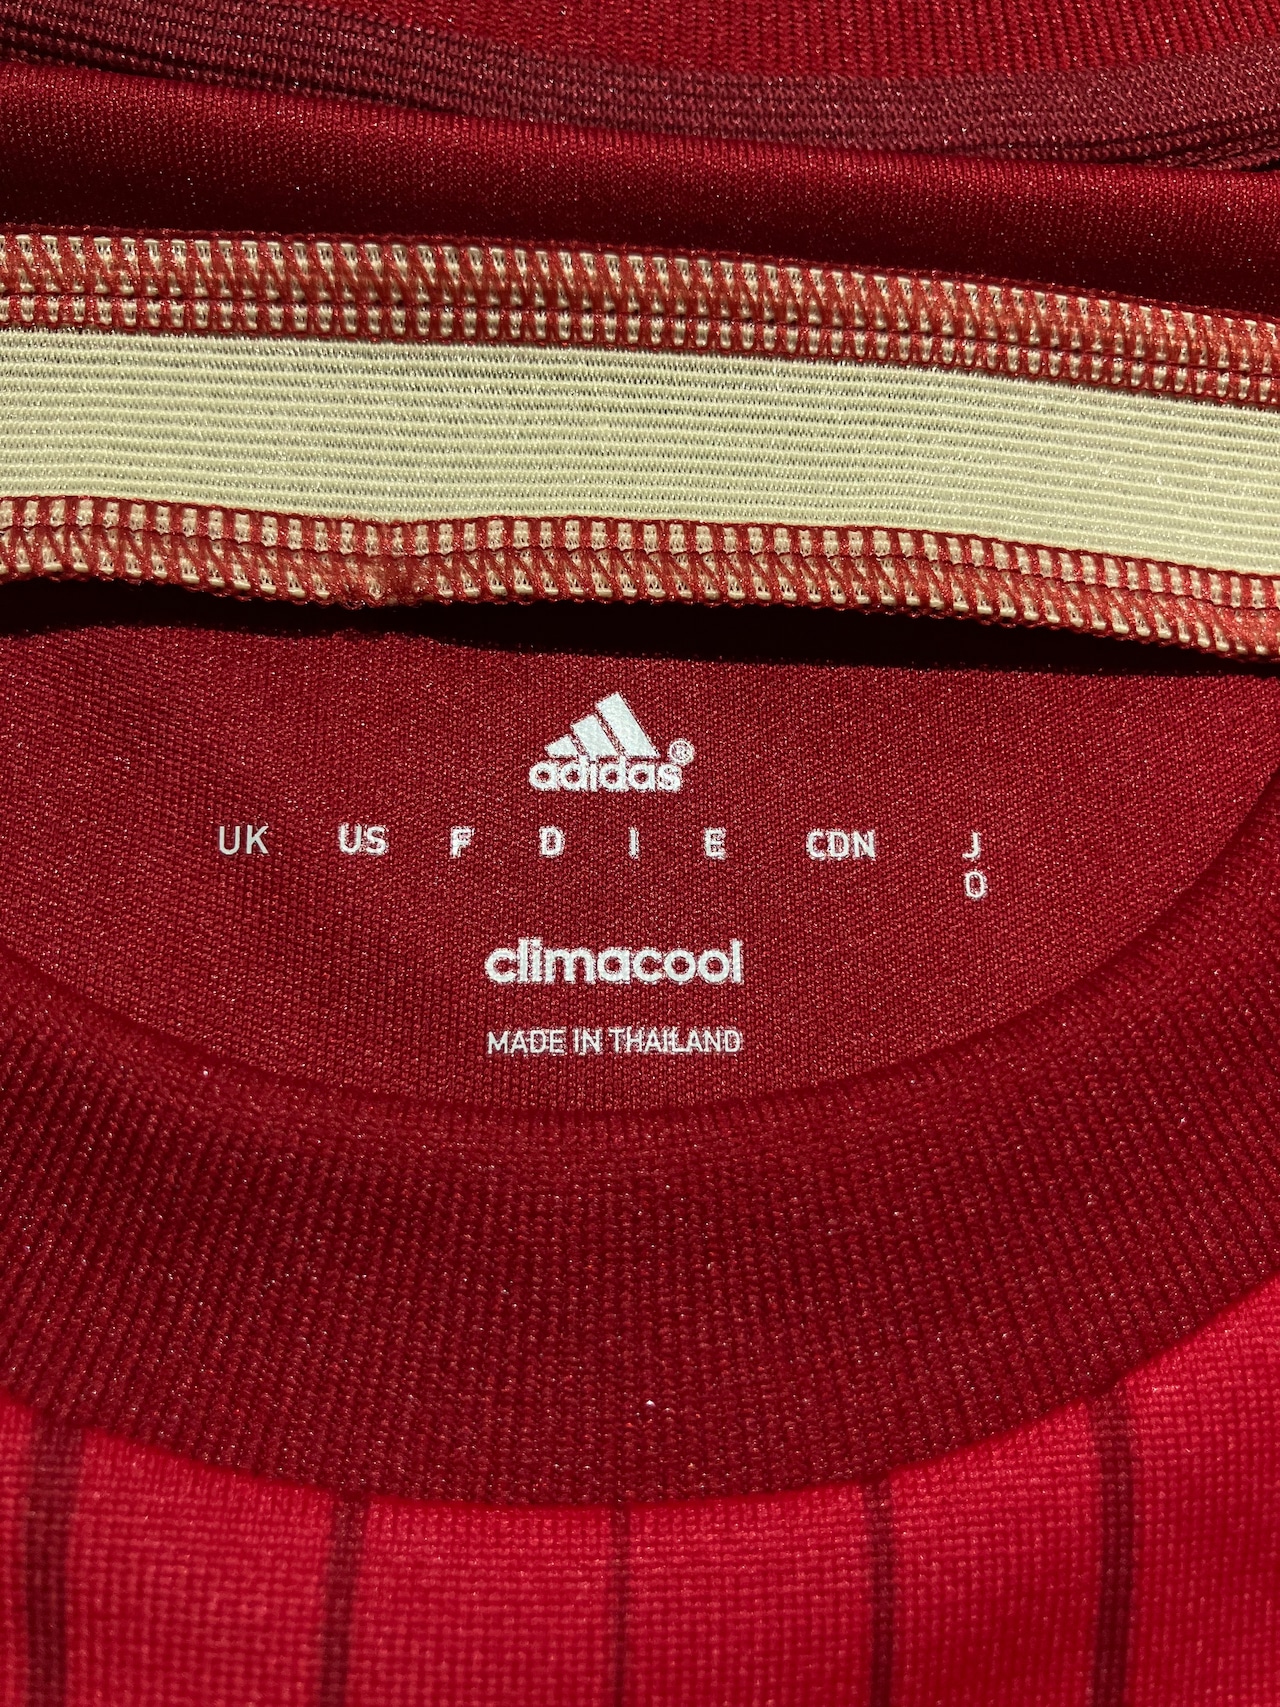 adidas®
UK US F D I E CDN J
O
climacool
MADE IN THAILAND